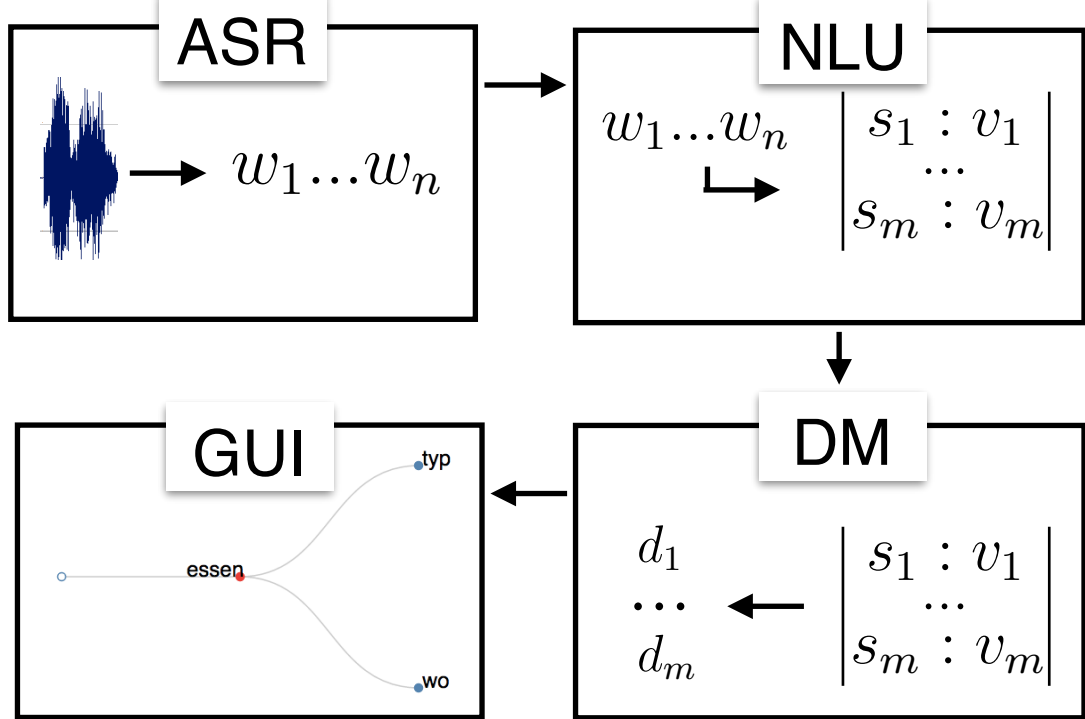 ASR
w₁...wₙ
NLU
w₁...wₙ
s₁ : v₁
...
sₘ : vₘ
GUI
typ
essen
wo
DM
d₁
...
dₘ
s₁ : v₁
...
sₘ : vₘ